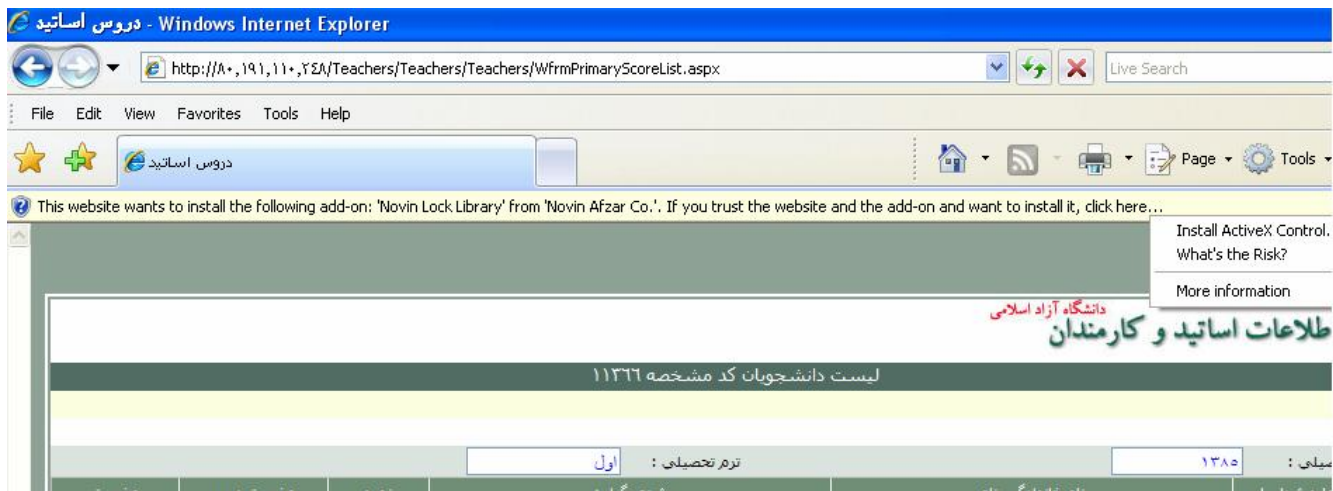 دروس اساتید - Windows Internet Explorer
http://۸۰,۱۹۱,۱۱۰,۲۴۸/Teachers/Teachers/Teachers/WfrmPrimaryScoreList.aspx
Live Search
File Edit View Favorites Tools Help
دروس اساتید
Page
Tools
This website wants to install the following add-on: 'Novin Lock Library' from 'Novin Afzar Co.'. If you trust the website and the add-on and want to install it, click here...
Install ActiveX Control.
What's the Risk?
More information
دانشگاه آزاد اسلامی
طلاعات اساتید و کارمندان
لیست دانشجویان کد مشخصه ۱۱۳۶۶
صیلی : ۱۳۸۵ ترم تحصیلی : اول